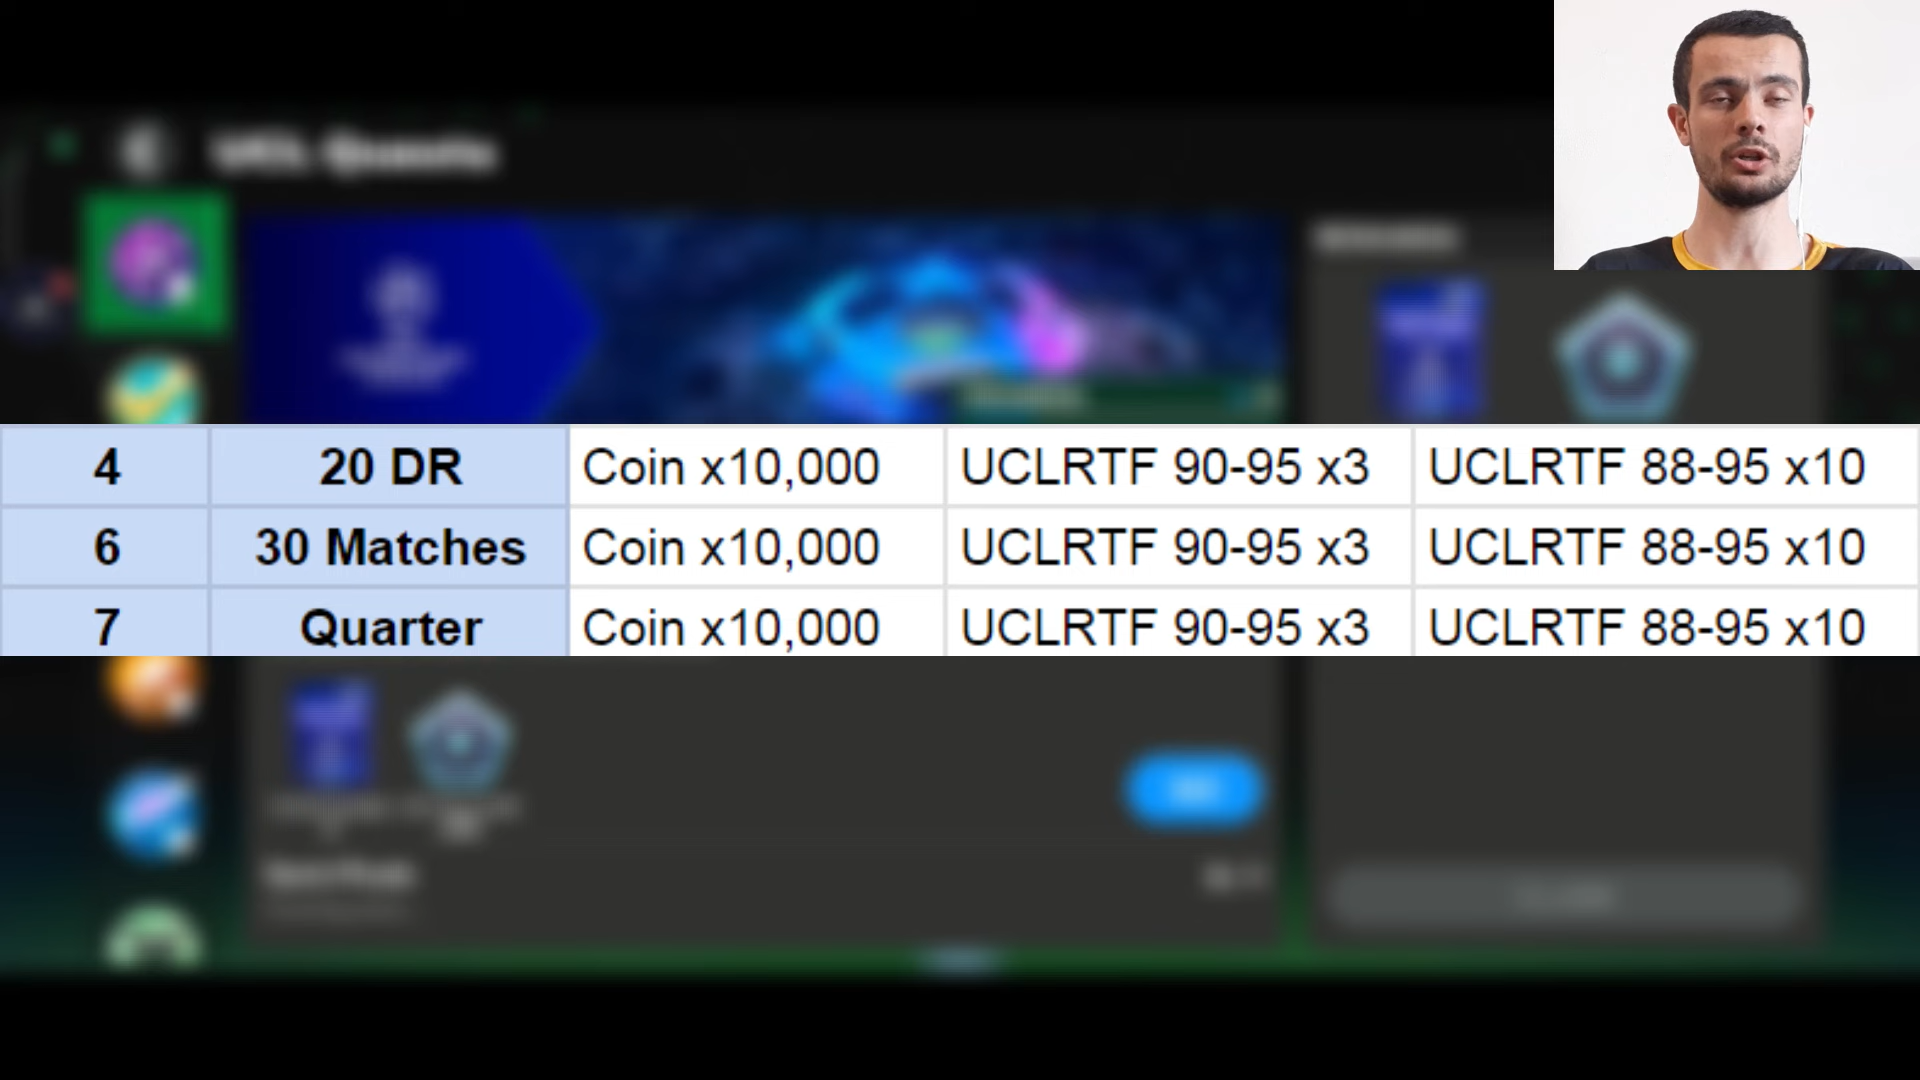 UCL Quests
4 20 DR Coin x10,000 UCLRTF 90-95 x3 UCLRTF 88-95 x10
6 30 Matches Coin x10,000 UCLRTF 90-95 x3 UCLRTF 88-95 x10
7 Quarter Coin x10,000 UCLRTF 90-95 x3 UCLRTF 88-95 x10